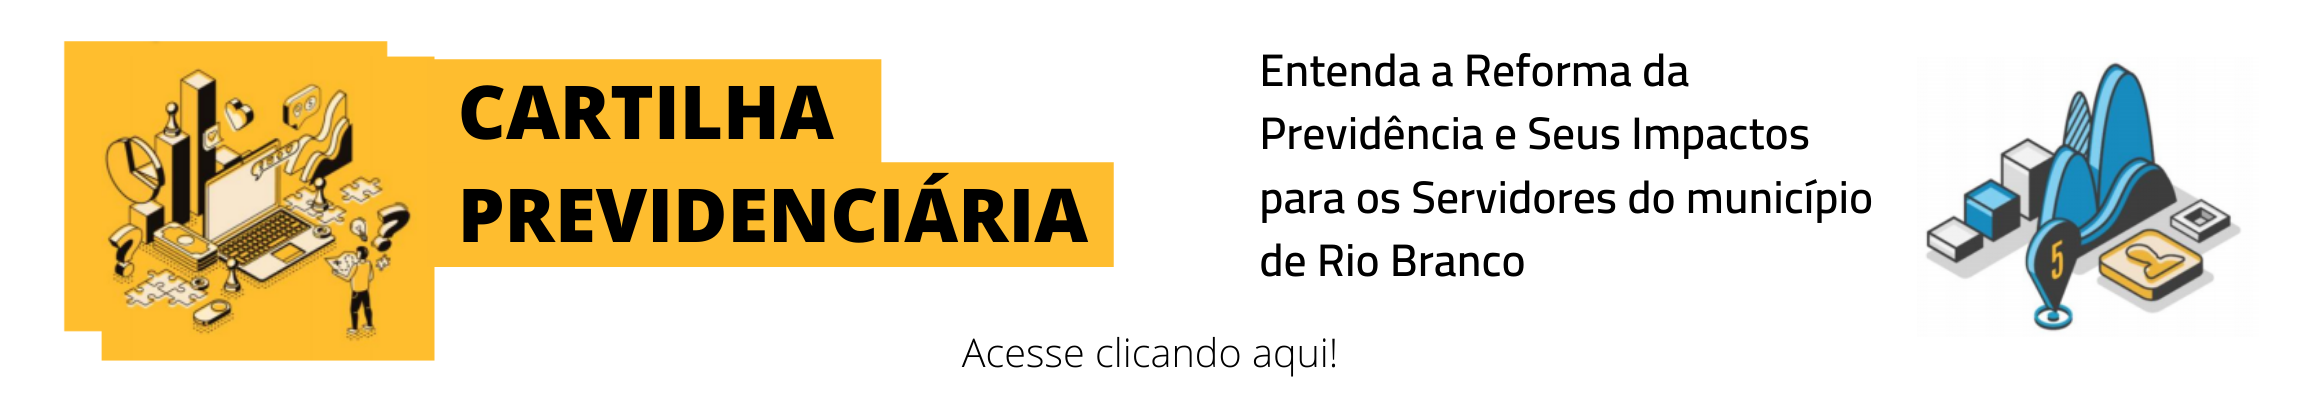 CARTILHA
PREVIDENCIÁRIA
Entenda a Reforma da
Previdência e Seus Impactos
para os Servidores do município
de Rio Branco
5
Acesse clicando aqui!